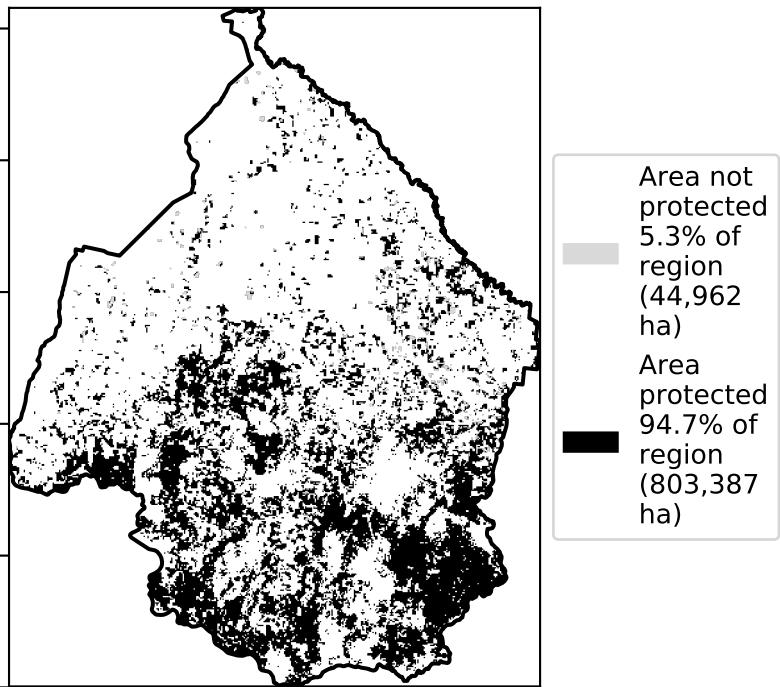 Area not
protected
5.3% of
region
(44,962
ha)
Area
protected
94.7% of
region
(803,387
ha)